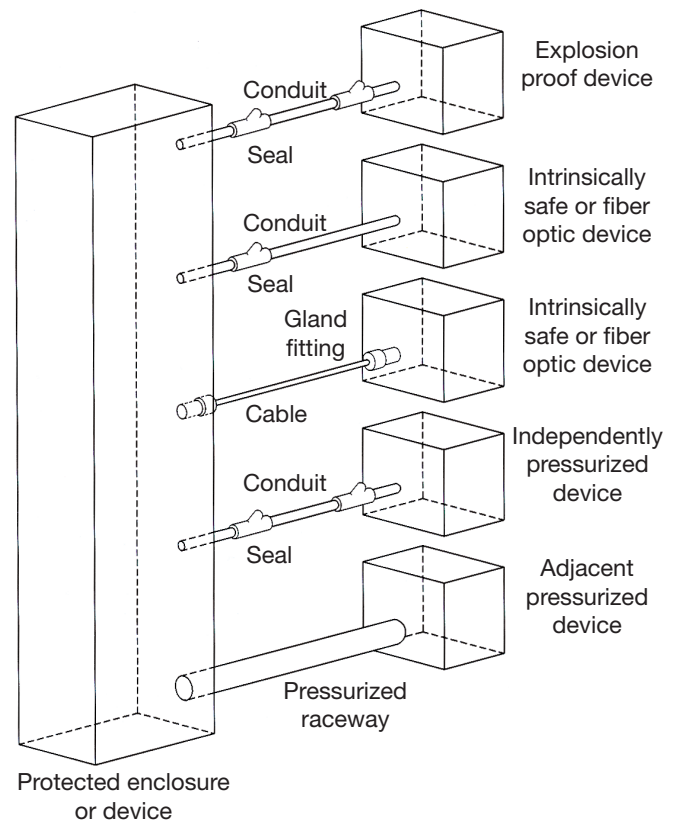 Explosion
proof device
Conduit
Seal
Intrinsically
safe or fiber
optic device
Conduit
Seal
Intrinsically
safe or fiber
optic device
Gland
fitting
Cable
Independently
pressurized
device
Conduit
Seal
Adjacent
pressurized
device
Pressurized
raceway
Protected enclosure
or device